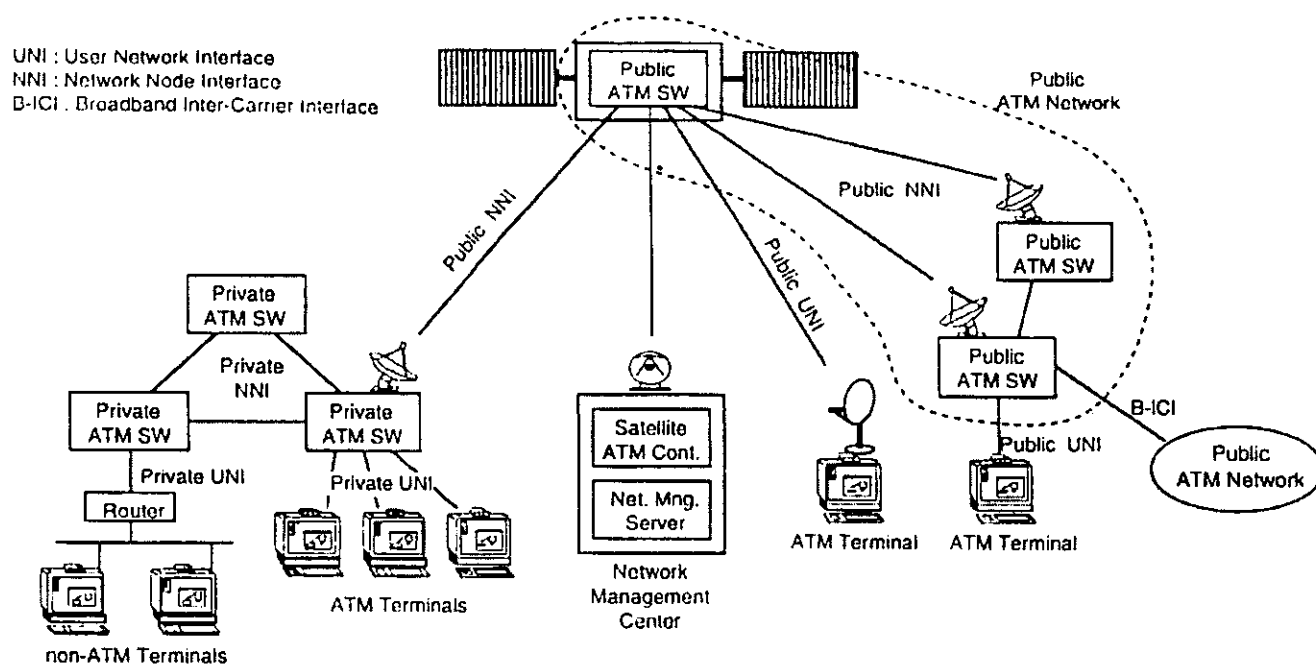 UNI : User Network Interface
NNI : Network Node Interface
B-ICI . Broadband Inter-Carrier Interface
Public
ATM SW
Public
ATM Network
Public NNI
Public NNI
Public UNI
Public
ATM SW
Public
ATM SW
B-ICI
Public UNI
Public
ATM Network
Private
ATM SW
Private
NNI
Private
ATM SW
Private
ATM SW
Private UNI
Private UNI
Router
Satellite
ATM Cont.
Net. Mng.
Server
ATM Terminal
ATM Terminal
ATM Terminals
Network
Management
Center
non-ATM Terminals